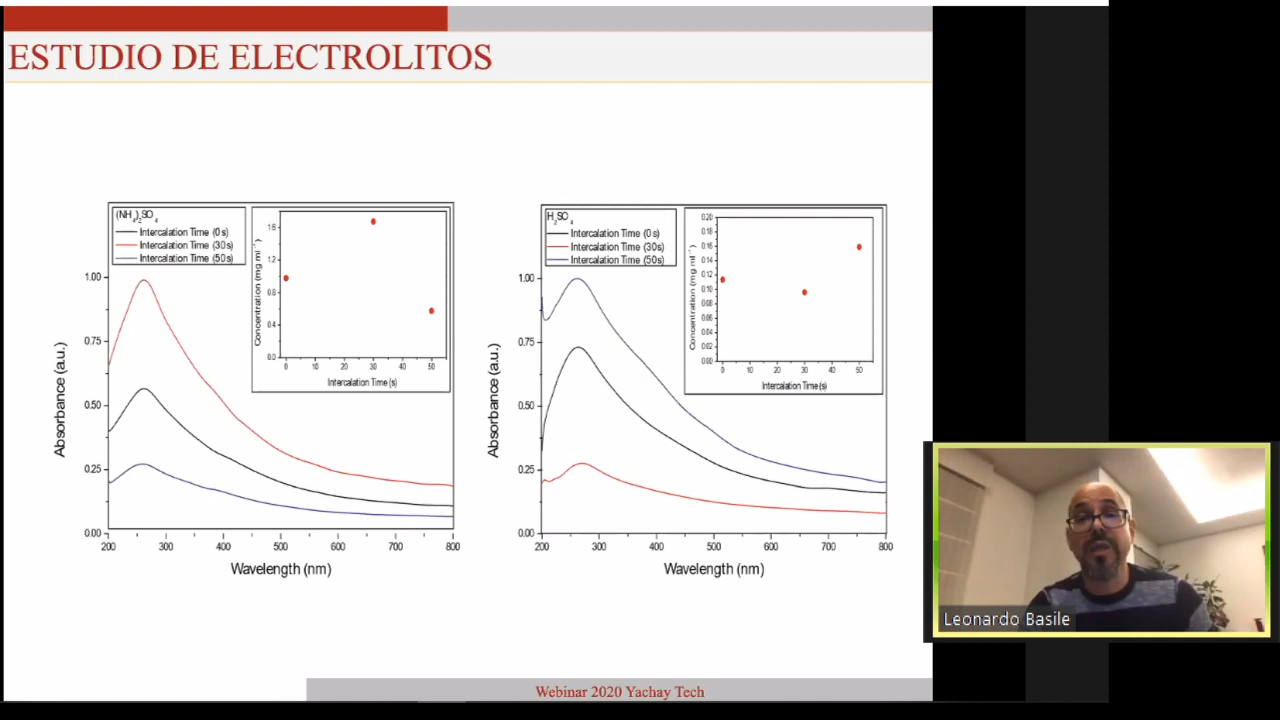 ESTUDIO DE ELECTROLITOS
(NH4)2SO4
Intercalation Time (0s)
Intercalation Time (30s)
Intercalation Time (50s)
Concentration (mg ml⁻¹)
1.6
1.2
0.8
0.4
0.0
0 10 20 30 40 50
Intercalation Time (s)
Absorbance (a.u.)
1.00
0.75
0.50
0.25
0.00
200 300 400 500 600 700 800
Wavelength (nm)
H2SO4
Intercalation Time (0s)
Intercalation Time (30s)
Intercalation Time (50s)
Concentration (mg ml⁻¹)
0.20
0.18
0.16
0.14
0.12
0.10
0.08
0.06
0.04
0.02
0.00
0 10 20 30 40 50
Intercalation Time (s)
Absorbance (a.u.)
1.00
0.75
0.50
0.25
0.00
200 300 400 500 600 700 800
Wavelength (nm)
Leonardo Basile
Webinar 2020 Yachay Tech